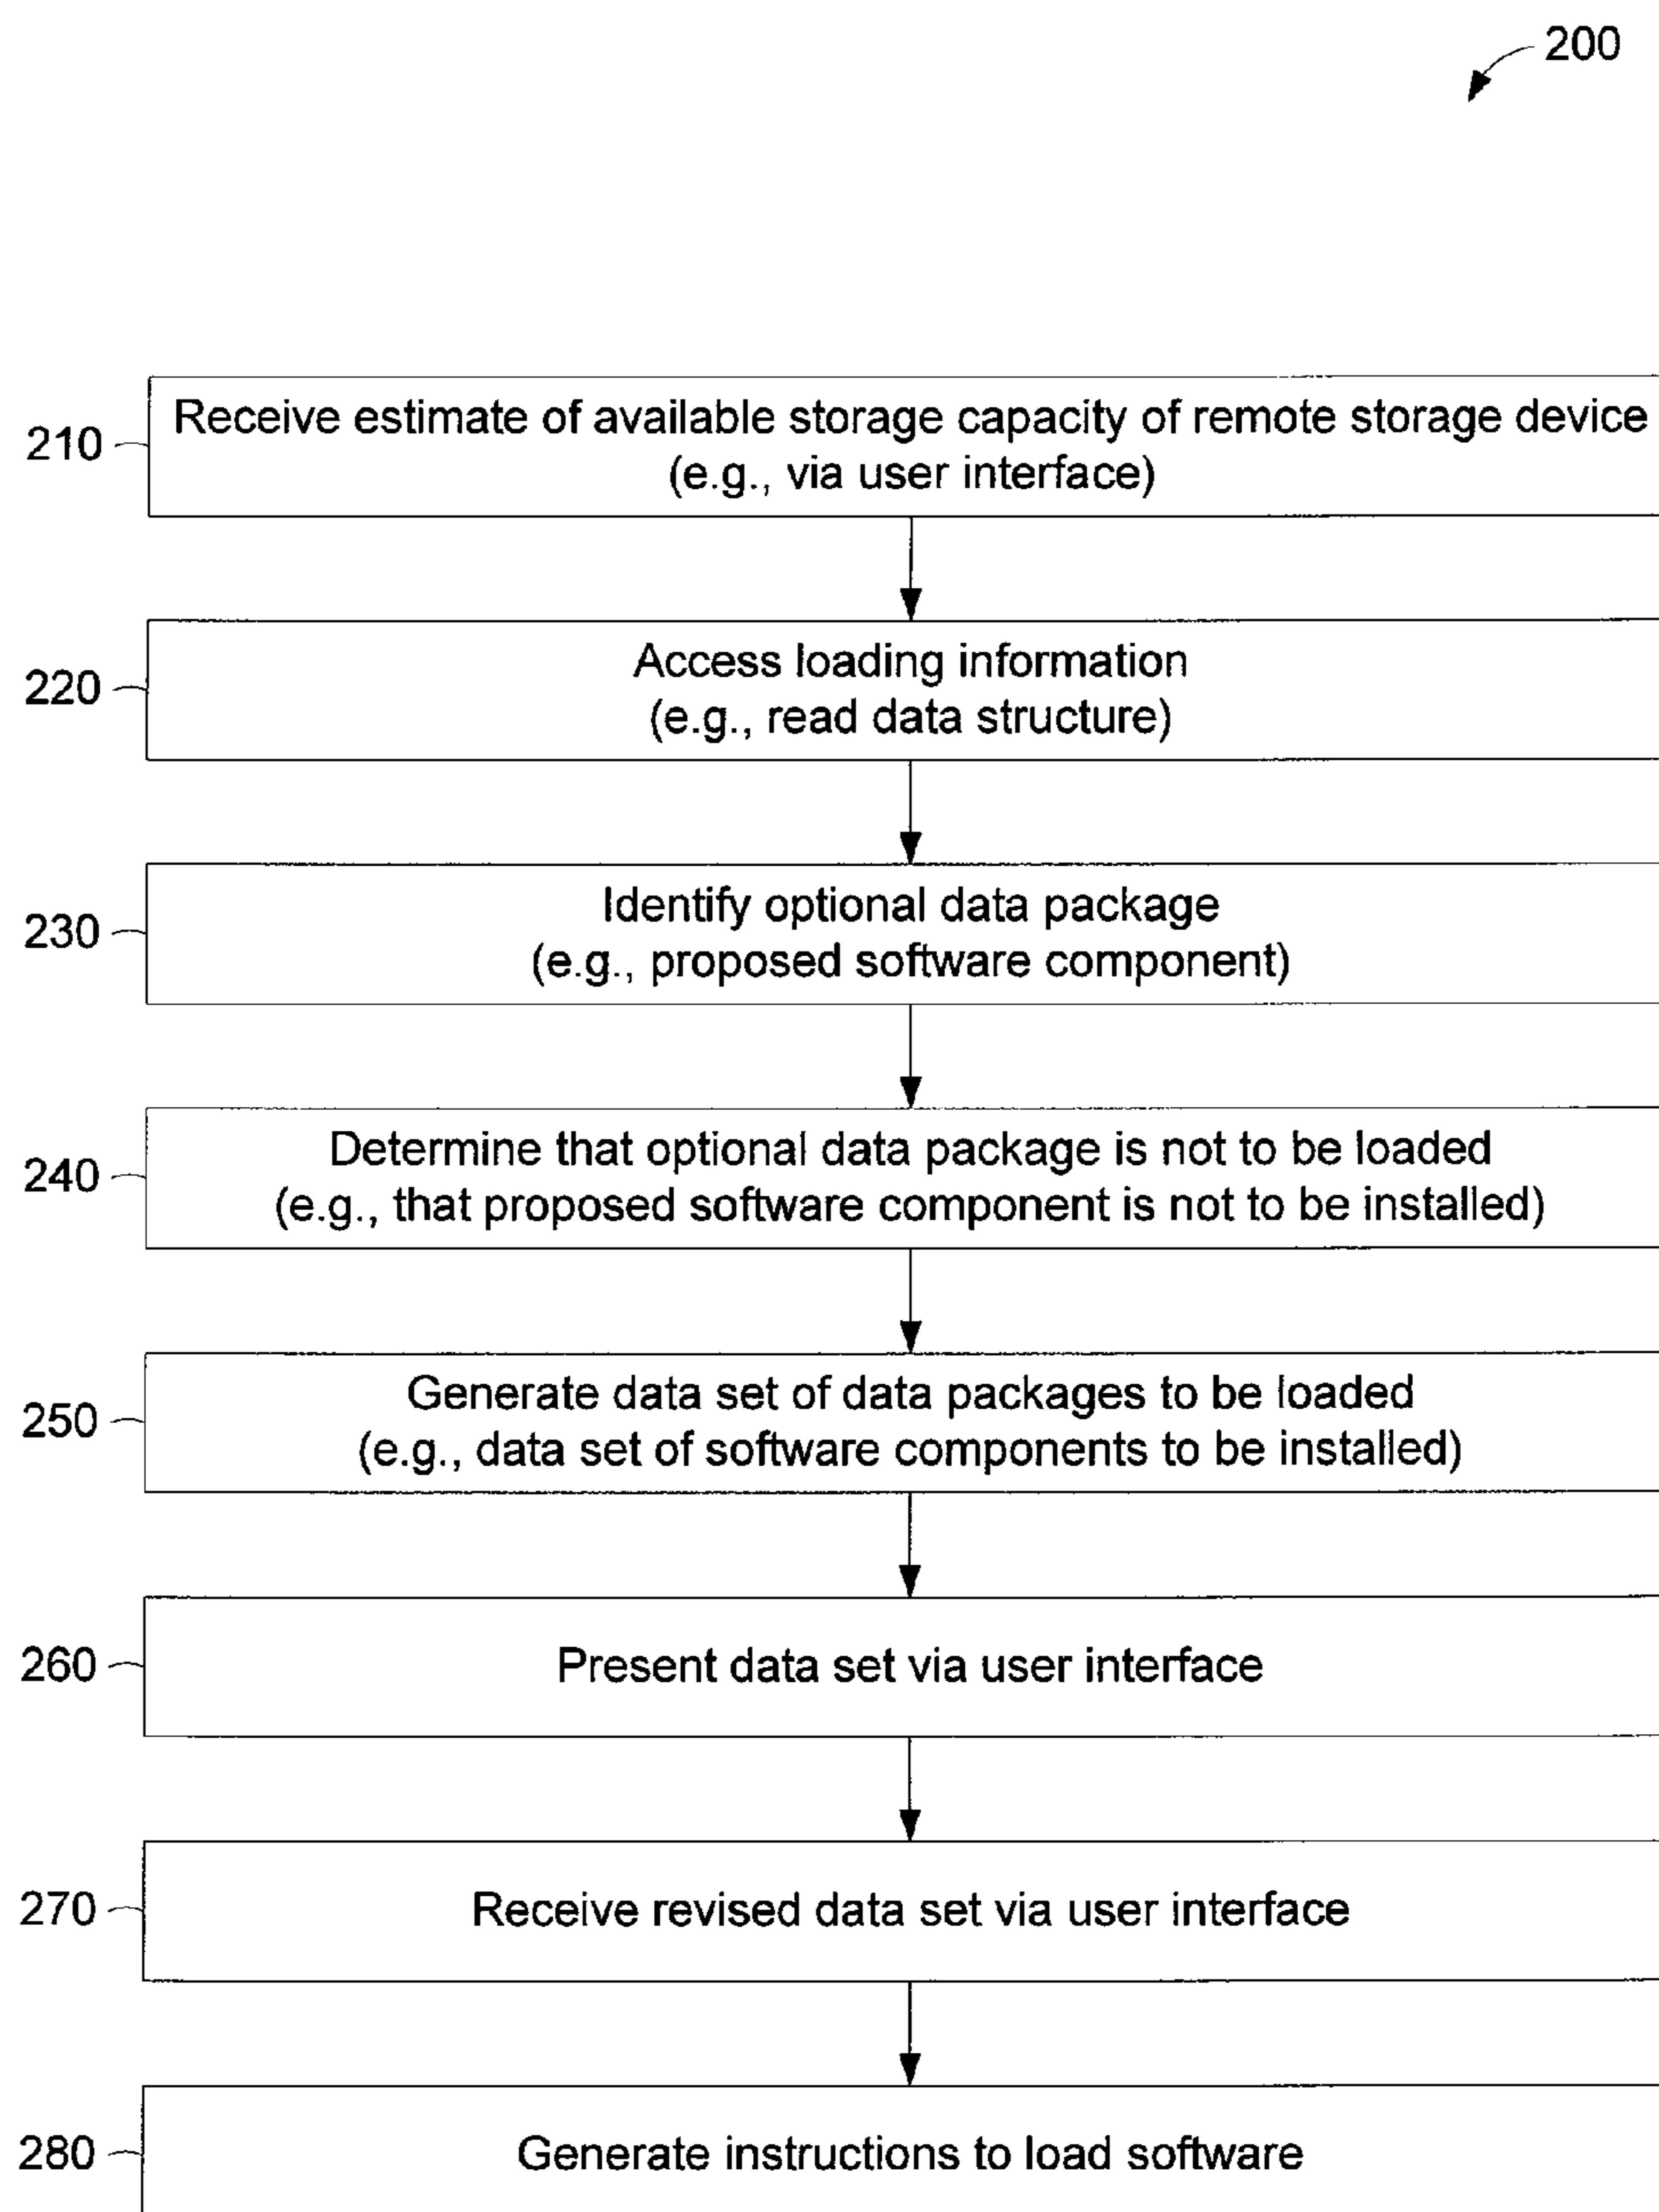 200
210
Receive estimate of available storage capacity of remote storage device
(e.g., via user interface)
220
Access loading information
(e.g., read data structure)
230
Identify optional data package
(e.g., proposed software component)
240
Determine that optional data package is not to be loaded
(e.g., that proposed software component is not to be installed)
250
Generate data set of data packages to be loaded
(e.g., data set of software components to be installed)
260
Present data set via user interface
270
Receive revised data set via user interface
280
Generate instructions to load software